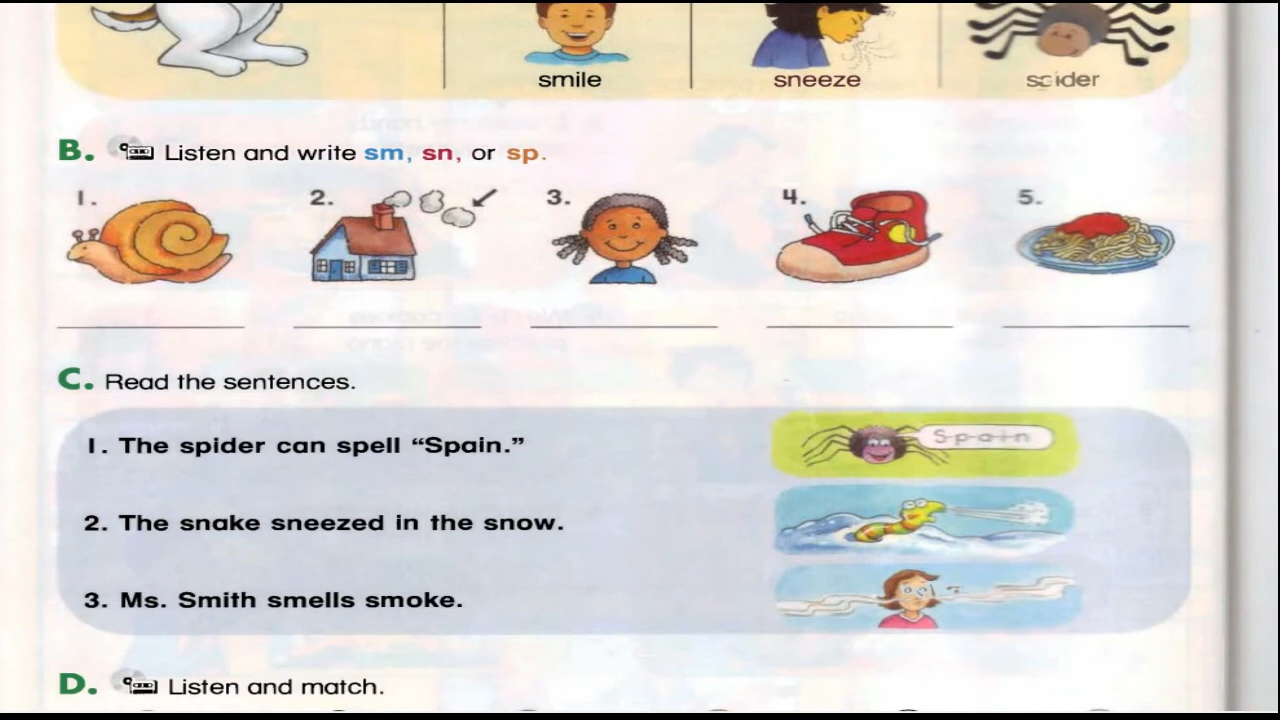 smile
sneeze
spider
B. Listen and write sm, sn, or sp.
1.
2.
3.
4.
5.
C. Read the sentences.
1. The spider can spell “Spain.”
Spain
2. The snake sneezed in the snow.
3. Ms. Smith smells smoke.
D. Listen and match.